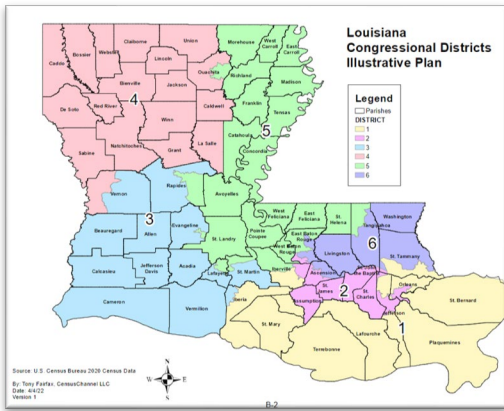 Louisiana
Congressional Districts
Illustrative Plan
Legend
Parishes
DISTRICT
1
2
3
4
5
6
Claiborne
Union
Morehouse
West
Carroll
East
Carroll
Bossier
Webster
Lincoln
Caddo
Ouachita
Richland
Madison
Bienville
Jackson
4
De Soto
Red River
Caldwell
Franklin
Tensas
Winn
5
Catahoula
Natchitoches
La Salle
Sabine
Grant
Concordia
Vernon
Rapides
Avoyelles
3
West
Feliciana
East
Feliciana
St.
Helena
Washington
Tangipahoa
Beauregard
Allen
Evangeline
St. Landry
Pointe
Coupee
East Baton
Rouge
West Baton
Rouge
Livingston
6
St. Tammany
Calcasieu
Jefferson
Davis
Acadia
Lafayette
St. Martin
Iberville
Ascension
St. John
the Baptist
Orleans
Cameron
Vermilion
Iberia
St.
James
2
St.
Charles
St. Bernard
Assumption
Jefferson
St. Mary
Lafourche
1
Plaquemines
Terrebonne
Source: U.S. Census Bureau 2020 Census Data
By: Tony Fairfax, CensusChannel LLC
Date: 4/4/22
Version 1
N
W
E
S
B-2